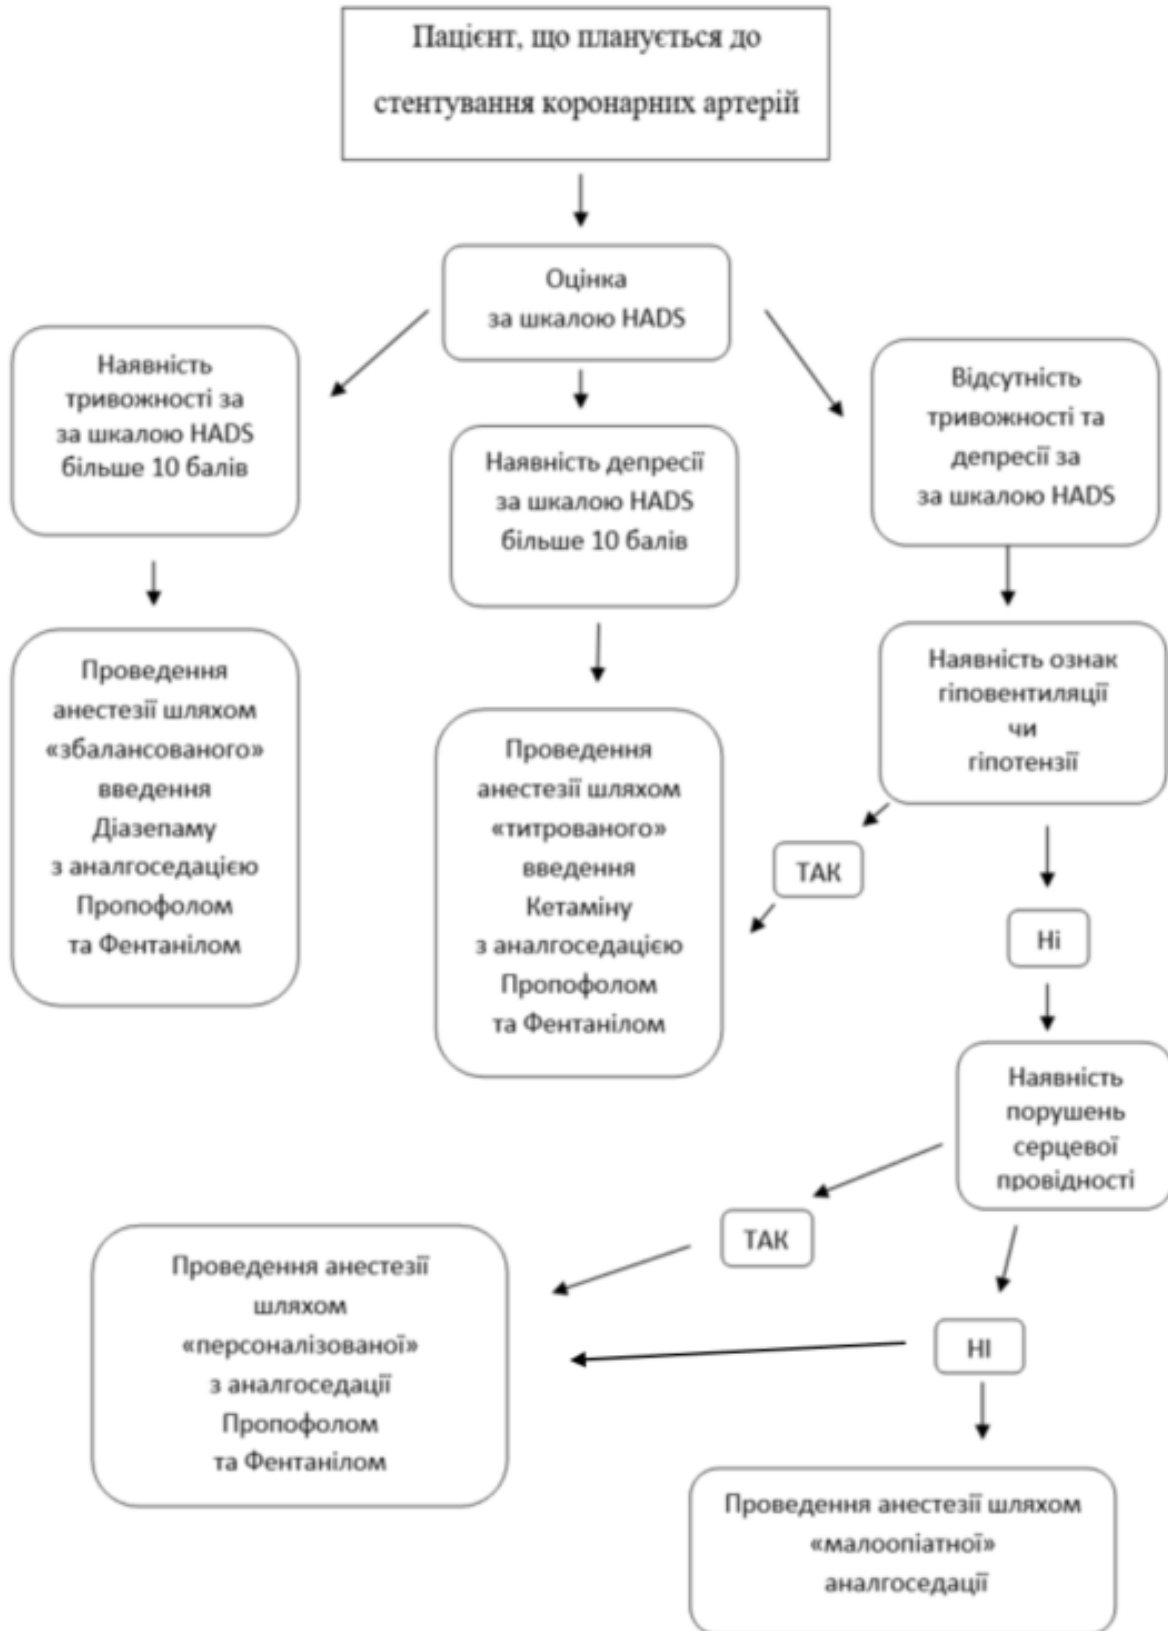 Пацієнт, що планується до
стентування коронарних артерій
Оцінка
за шкалою HADS
Наявність
тривожності за
за шкалою HADS
більше 10 балів
Наявність депресії
за шкалою HADS
більше 10 балів
Відсутність
тривожності та
депресії за
за шкалою HADS
Проведення
анестезії шляхом
«збалансованого»
введення
Діазепаму
з аналгоседацією
Пропофолом
та Фентанілом
Проведення
анестезії шляхом
«титрованого»
введення
Кетаміну
з аналгоседацією
Пропофолом
та Фентанілом
Наявність ознак
гіповентиляції
чи
гіпотензії
ТАК
Ні
Наявність
порушень
серцевої
провідності
ТАК
НІ
Проведення анестезії
шляхом
«персоналізованої»
з аналгоседації
Пропофолом
та Фентанілом
Проведення анестезії шляхом
«малоопіатної»
аналгоседації